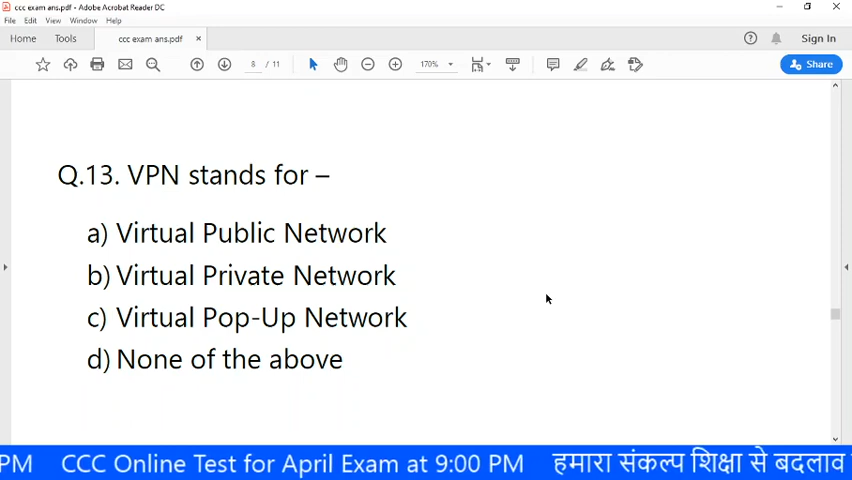 ccc exam ans.pdf - Adobe Acrobat Reader DC
File Edit View Window Help
Home Tools ccc exam ans.pdf × Sign In
8 / 11 170% Share
Q.13. VPN stands for –
a) Virtual Public Network
b) Virtual Private Network
c) Virtual Pop-Up Network
d) None of the above
PM CCC Online Test for April Exam at 9:00 PM हमारा संकल्प शिक्षा से बदलाव